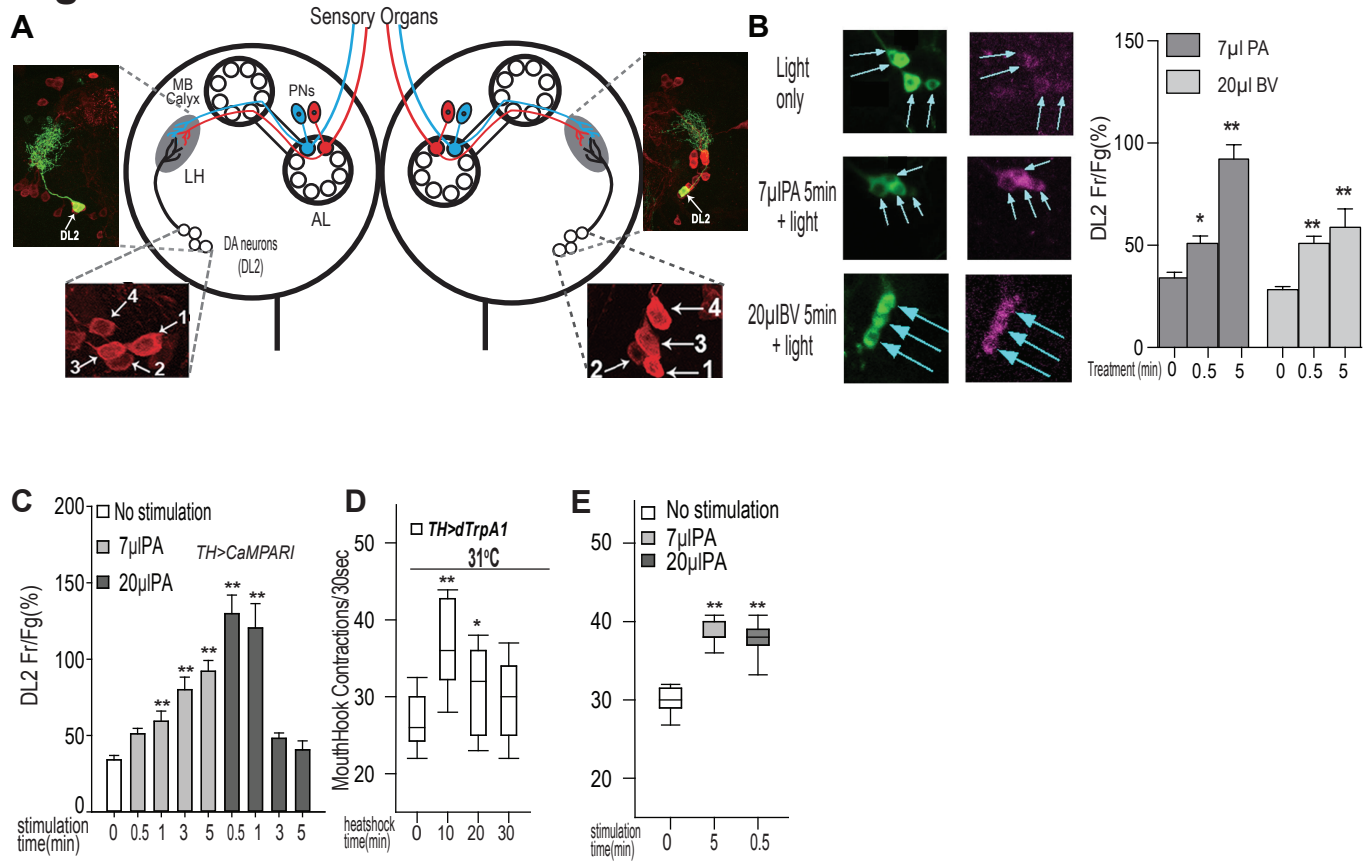 A
Sensory Organs
MB
Calyx
PNs
LH
AL
DL2
DL2
DA neurons
(DL2)
4
1
3
2
4
3
2
1
B
Light
only
7µlPA 5min
+ light
20µlBV 5min
+ light
DL2 Fr/Fg(%)
150
100
50
0
7µl PA
20µl BV
*
**
**
**
Treatment (min)
0 0.5 5 0 0.5 5
C
DL2 Fr/Fg(%)
200
150
100
50
0
No stimulation
7µlPA
20µlPA
TH>CaMPARI
**
**
**
**
**
stimulation
time(min)
0 0.5 1 3 5 0.5 1 3 5
D
MouthHook Contractions/30sec
50
40
30
20
TH>dTrpA1
31°C
**
*
heatshock
time(min)
0 10 20 30
E
50
40
30
20
No stimulation
7µlPA
20µlPA
**
**
stimulation
time(min)
0 5 0.5